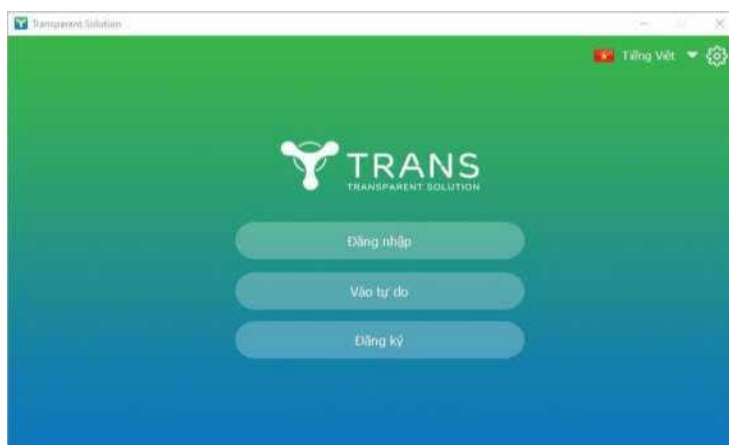 Transparent Solution
Tiếng Việt
TRANS
TRANSPARENT SOLUTION
Đăng nhập
Vào tự do
Đăng ký